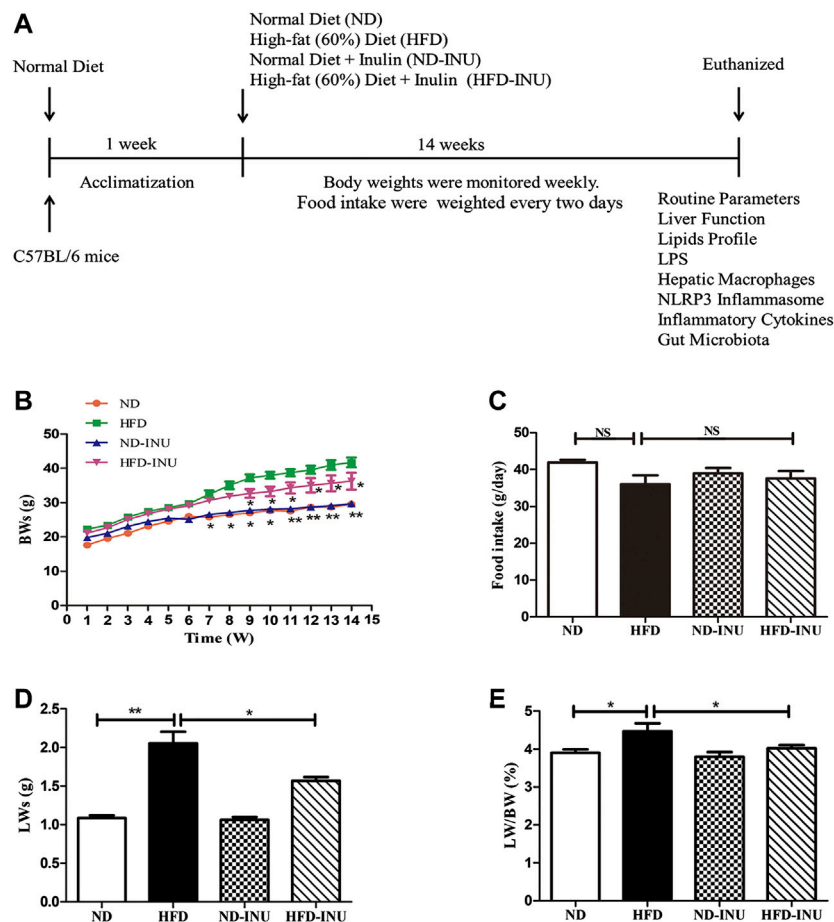 A
Normal Diet
Normal Diet (ND)
High-fat (60%) Diet (HFD)
Normal Diet + Inulin (ND-INU)
High-fat (60%) Diet + Inulin (HFD-INU)
Euthanized
1 week
14 weeks
Acclimatization
Body weights were monitored weekly.
Food intake were weighted every two days
C57BL/6 mice
Routine Parameters
Liver Function
Lipids Profile
LPS
Hepatic Macrophages
NLRP3 Inflammasome
Inflammatory Cytokines
Gut Microbiota
B
ND
HFD
ND-INU
HFD-INU
BWs (g)
50
40
30
20
10
0
* * * * * *
* * * * ** ** ** **
0 1 2 3 4 5 6 7 8 9 10 11 12 13 14 15
Time (W)
C
NS NS
Food intake (g/day)
50
40
30
20
10
0
ND HFD ND-INU HFD-INU
D
** *
LWs (g)
2.5
2.0
1.5
1.0
0.5
0.0
ND HFD ND-INU HFD-INU
E
* *
LW/BW (%)
5
4
3
2
1
0
ND HFD ND-INU HFD-INU